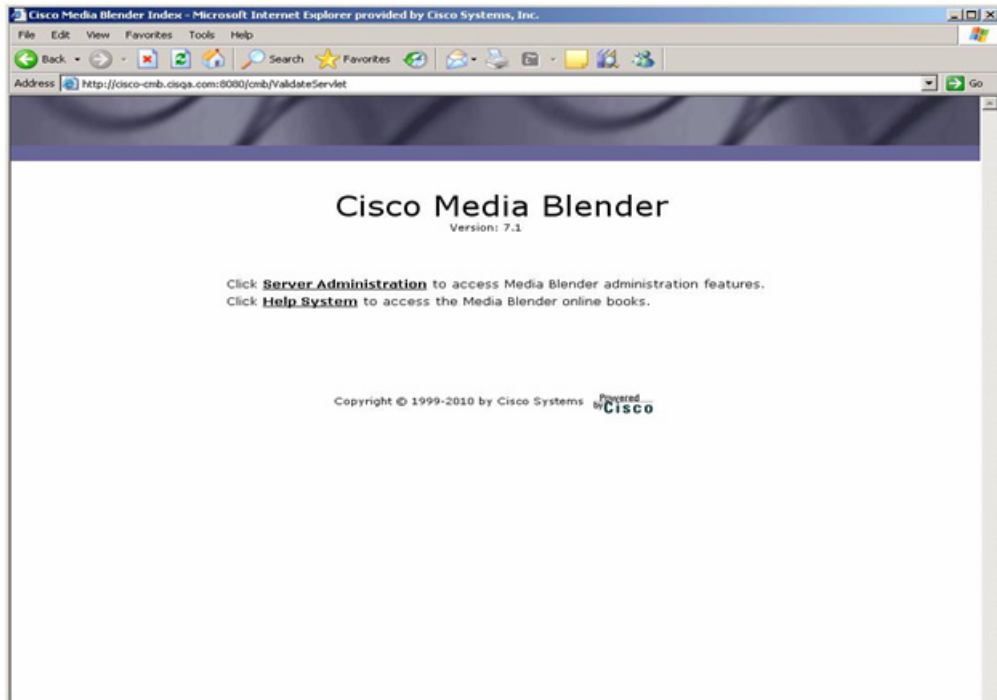 Cisco Media Blender Index - Microsoft Internet Explorer provided by Cisco Systems, Inc.
File Edit View Favorites Tools Help
Back Search Favorites
Address http://cisco-cmb.cisqa.com:8080/cmb/ValidateServlet Go
Cisco Media Blender
Version: 7.1
Click Server Administration to access Media Blender administration features.
Click Help System to access the Media Blender online books.
Copyright © 1999-2010 by Cisco Systems Powered by Cisco